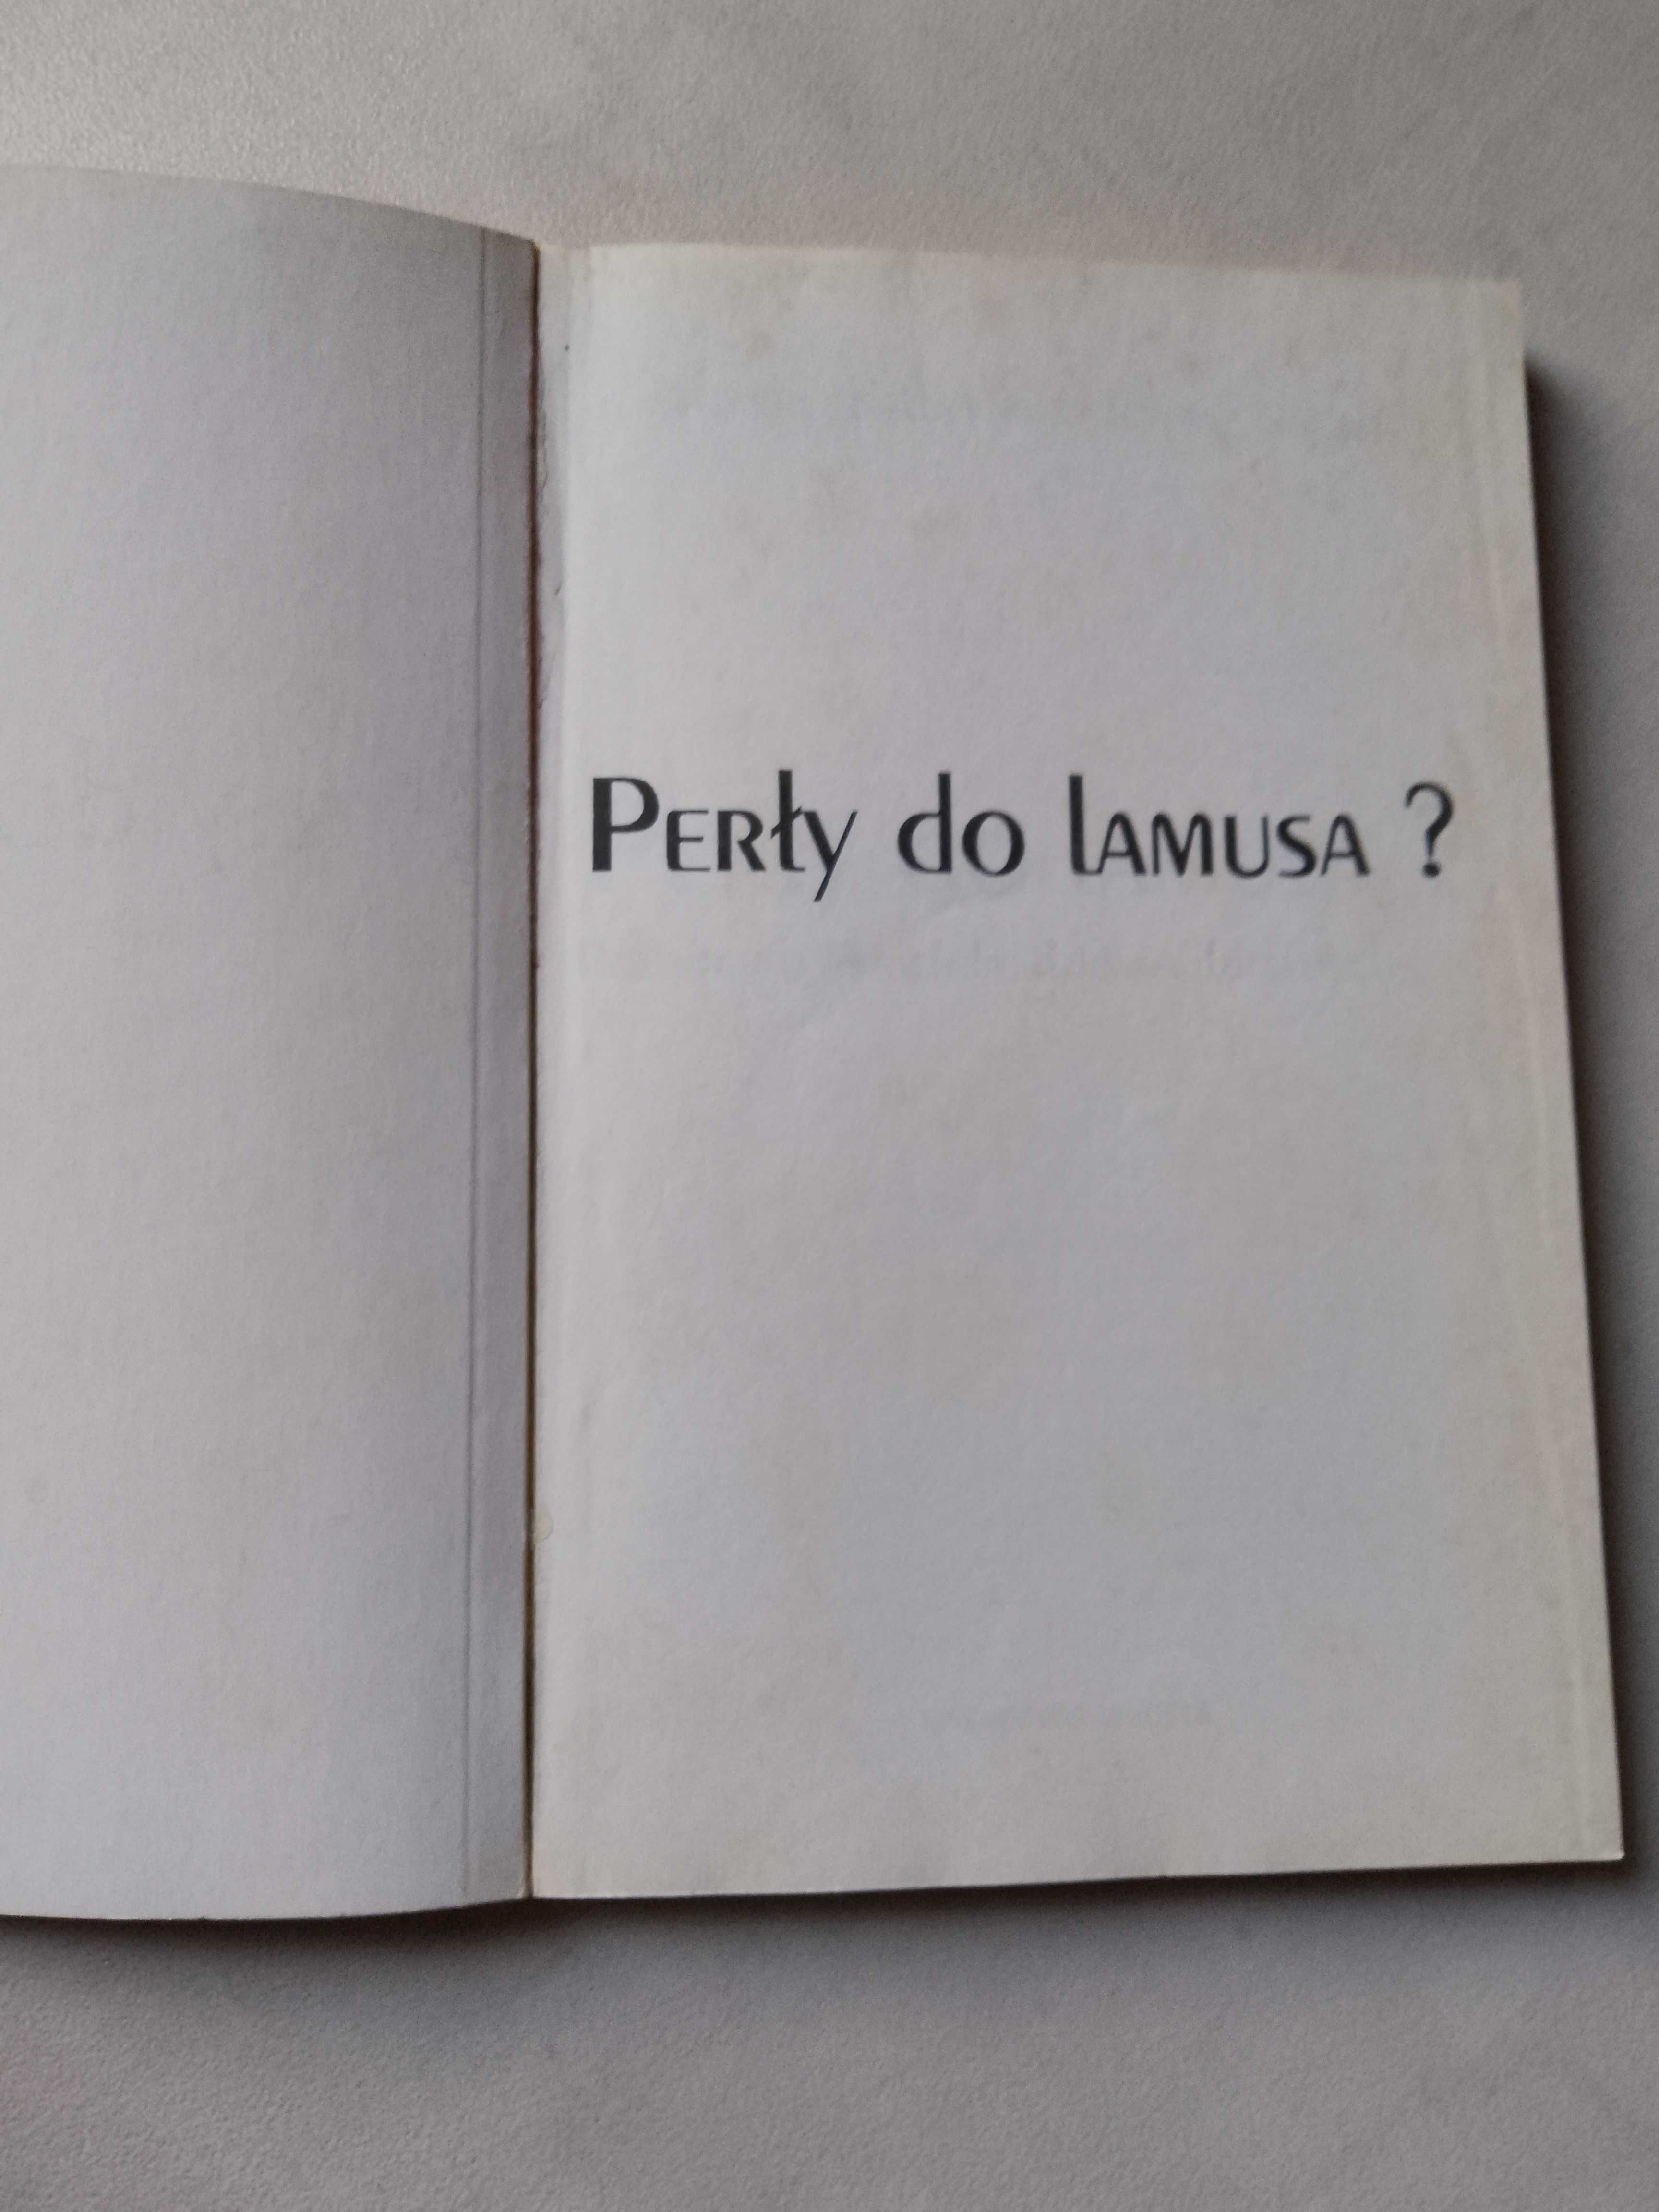 Perły do lamusa ?